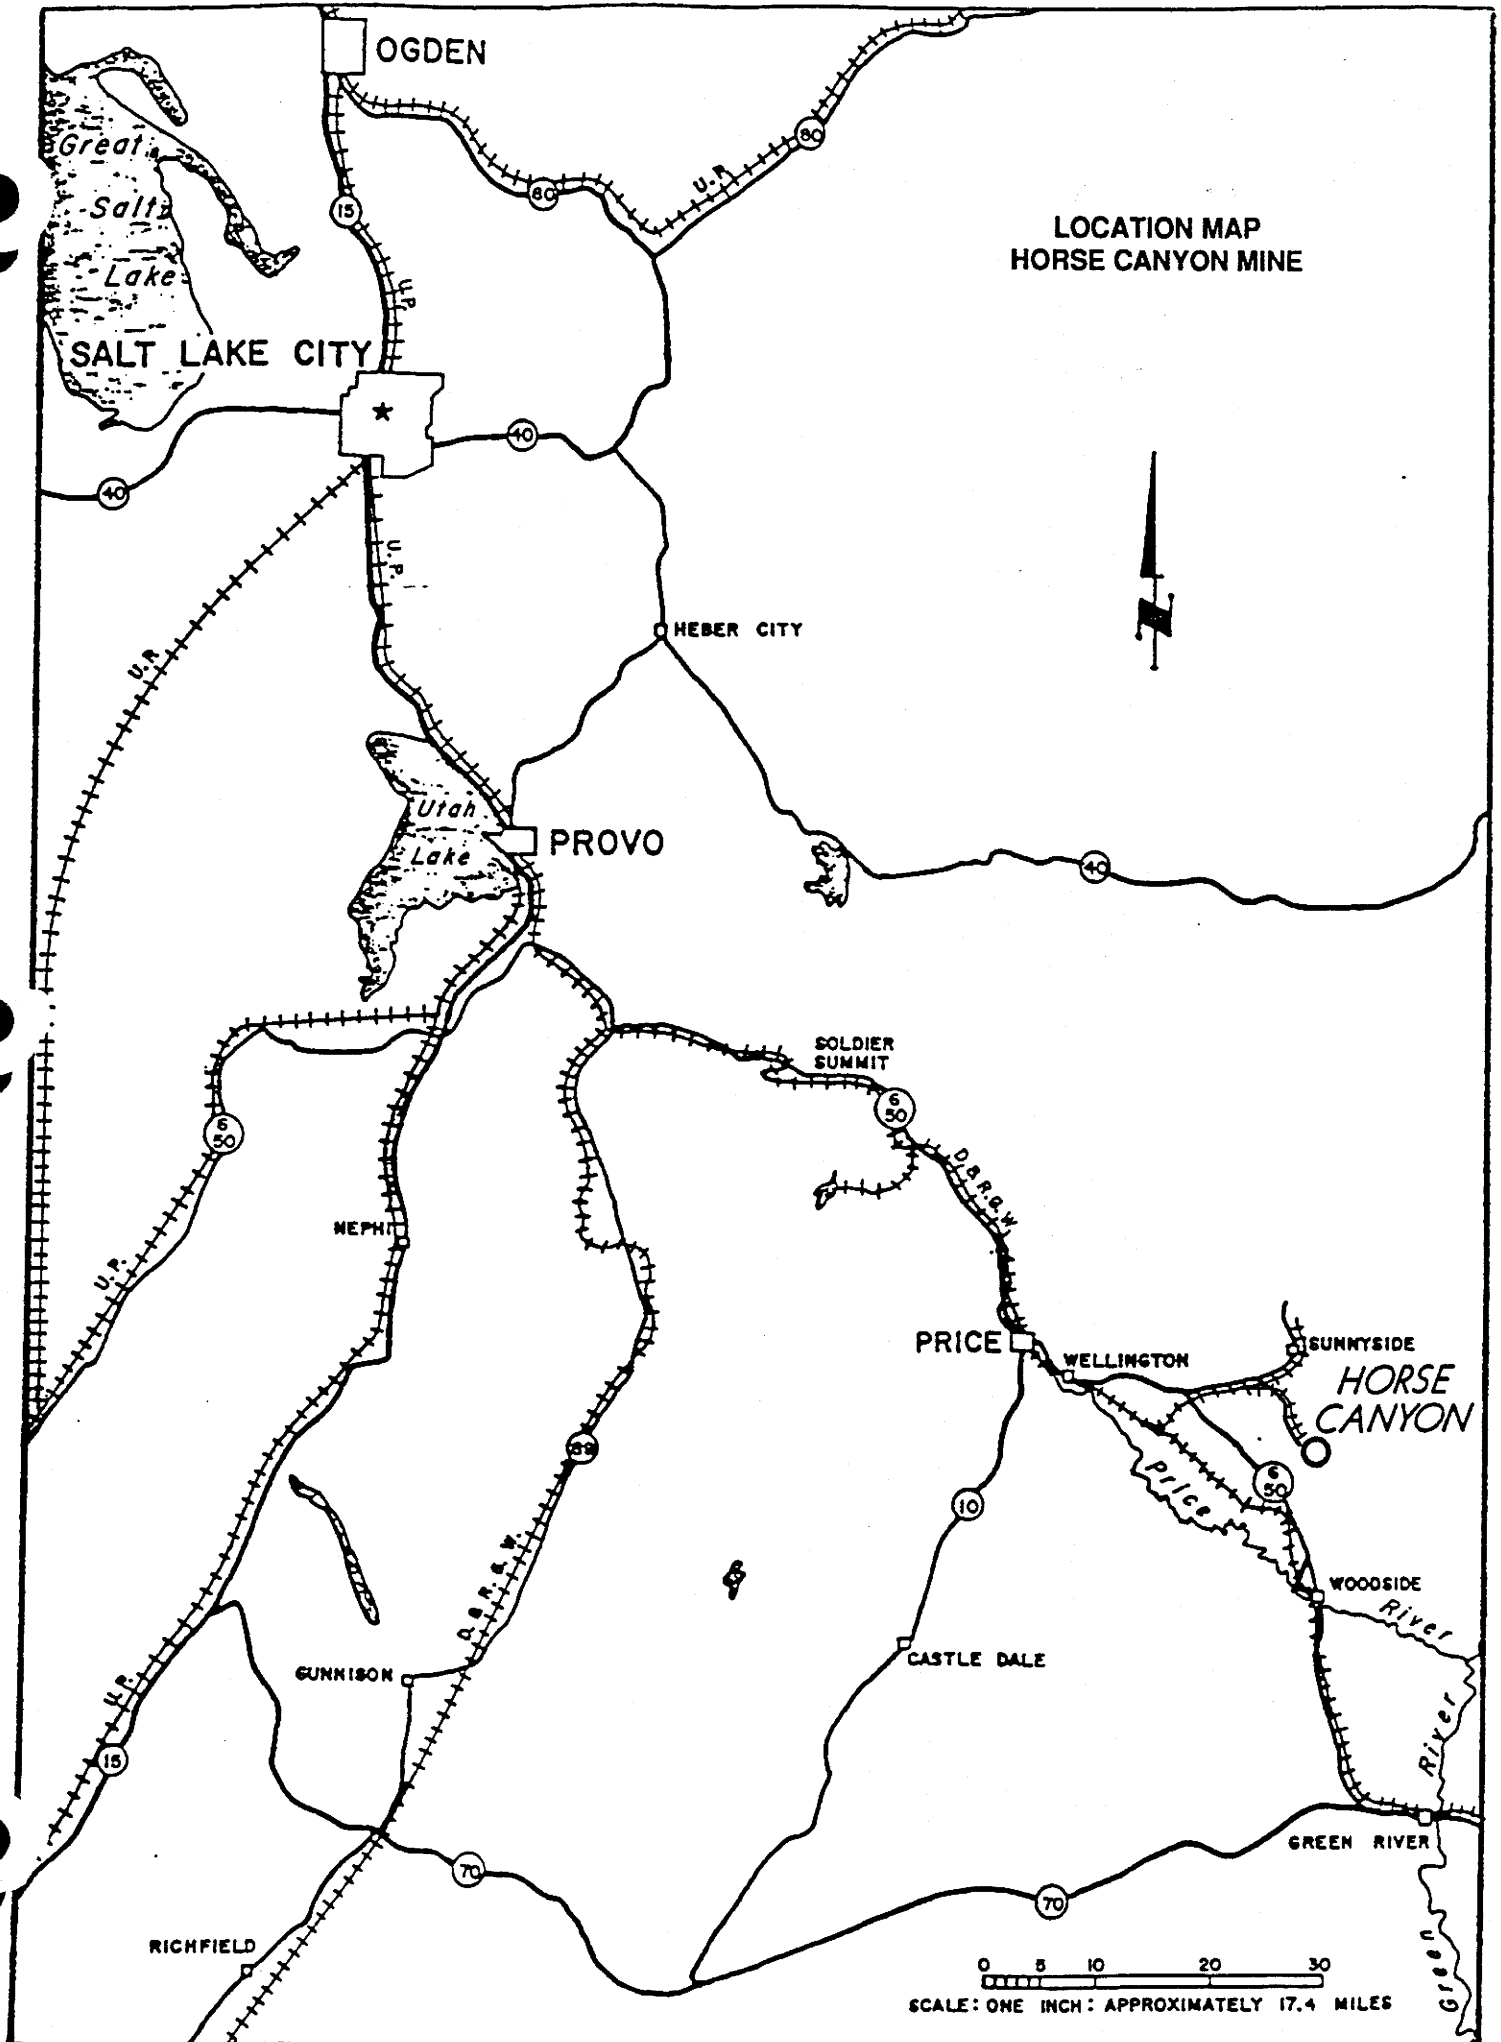 OGDEN
Great
Salt
Lake
80
80
U.P.
15
U.P.
LOCATION MAP
HORSE CANYON MINE
SALT LAKE CITY
40
40
U.P.
N
HEBER CITY
U.P.
Utah
Lake
PROVO
40
SOLDIER
SUMMIT
6
50
6
50
D.&R.G.W.
NEPHI
U.P.
PRICE
WELLINGTON
SUNNYSIDE
HORSE
CANYON
89
Price
6
50
10
D.&R.G.W.
WOODSIDE
River
CASTLE DALE
GUNNISON
U.P.
15
River
GREEN RIVER
70
70
RICHFIELD
Green
0 5 10 20 30
SCALE: ONE INCH: APPROXIMATELY 17.4 MILES